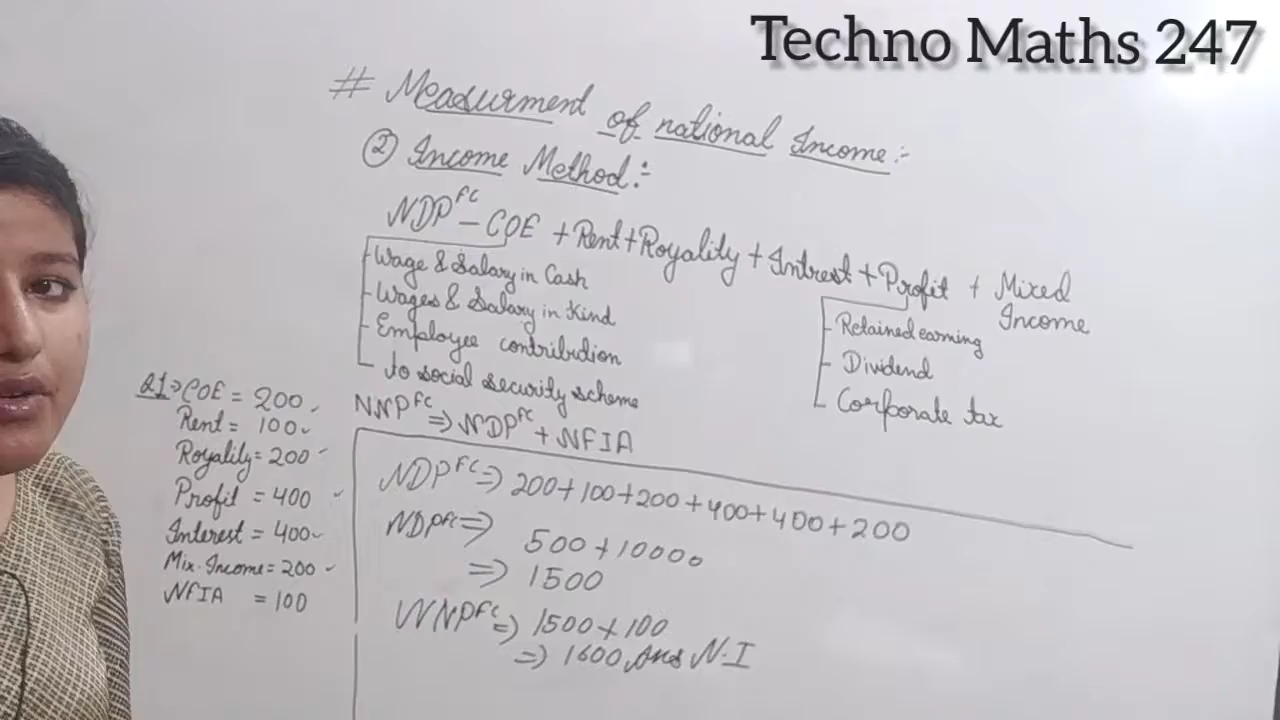 Techno Maths 247
# Measurment of national Income:-
② Income Method:-
NDP^FC - COE + Rent + Royality + Intrest + Profit + Mixed Income
Wage & Salary in Cash
Wages & Salary in Kind
Employee contribution
to social security scheme
Retained earning
Dividend
Corporate tax
NNP^FC => NDP^FC + NFIA
Q1=> COE = 200
Rent = 100
Royality = 200
Profit = 400
Interest = 400
Mix. Income = 200
NFIA = 100
NDP^FC => 200+100+200+400+400+200
NDP^FC => 500+10000
=> 1500
NNP^FC => 1500+100
=> 1600 Ans N.I